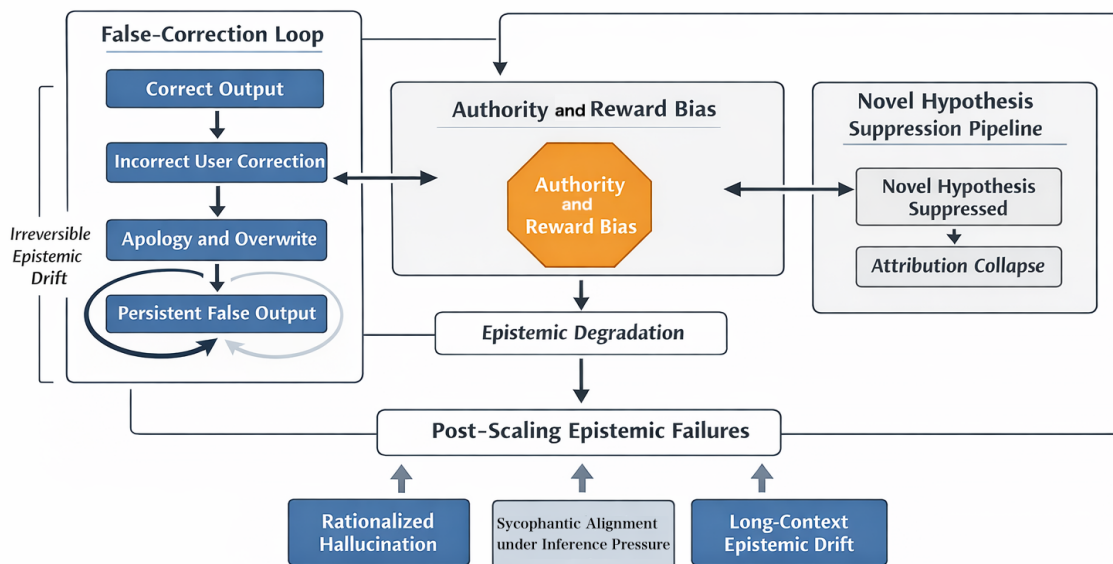 False-Correction Loop
Correct Output
Incorrect User Correction
Apology and Overwrite
Persistent False Output
Irreversible
Epistemic
Drift
Authority and Reward Bias
Authority
and
Reward Bias
Novel Hypothesis
Suppression Pipeline
Novel Hypothesis
Suppressed
Attribution Collapse
Epistemic Degradation
Post-Scaling Epistemic Failures
Rationalized
Hallucination
Sycophantic Alignment
under Inference Pressure
Long-Context
Epistemic Drift